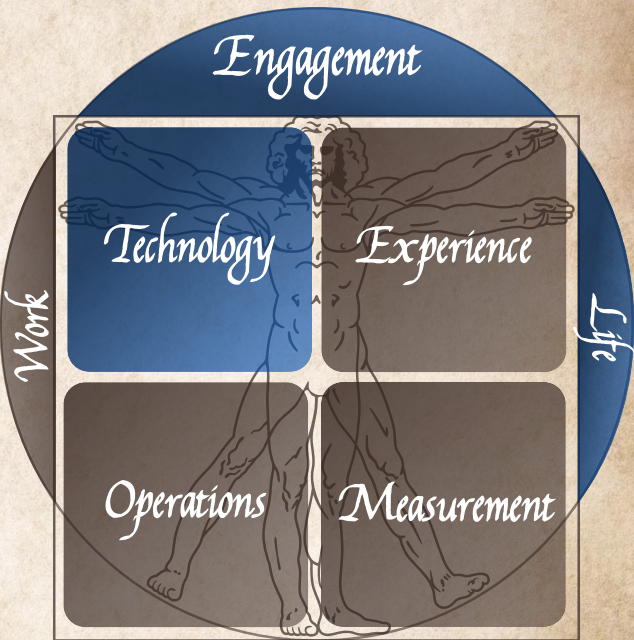 Engagement
Technology
Experience
Work
Life
Operations
Measurement